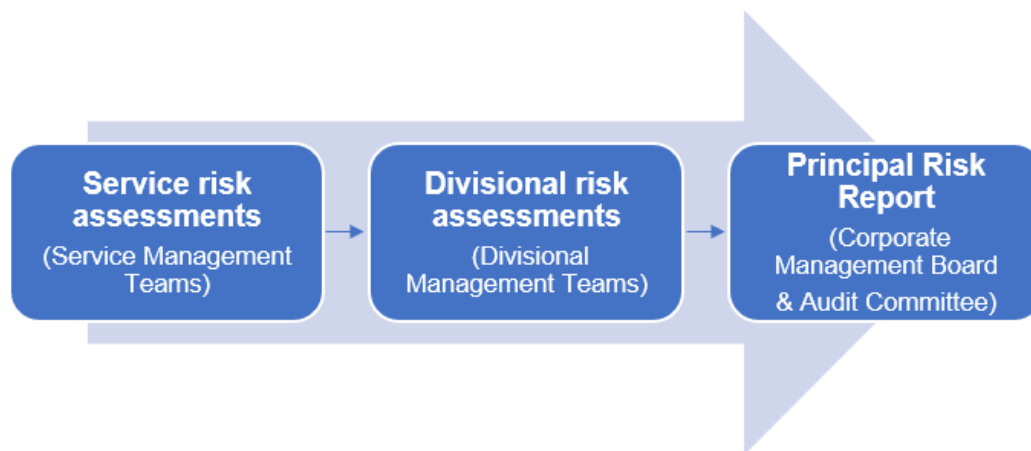 Service risk
assessments
(Service Management
Teams)
Divisional risk
assessments
(Divisional
Management Teams)
Principal Risk
Report
(Corporate
Management Board
& Audit Committee)